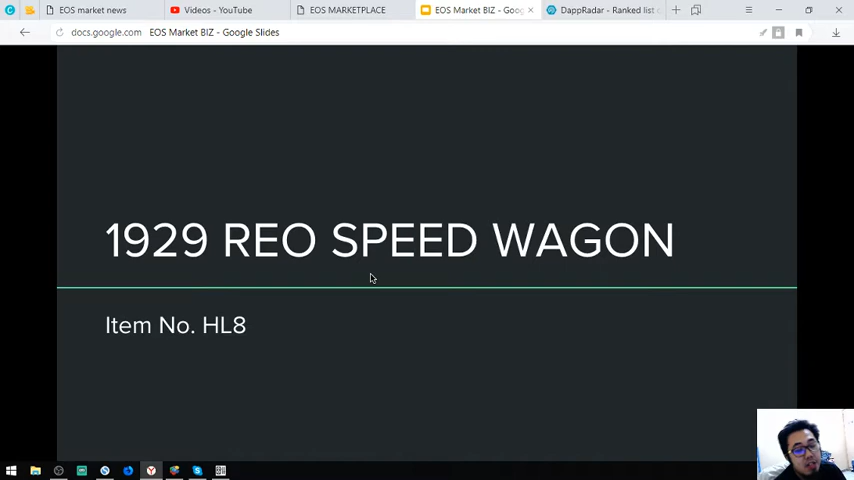 EOS market news
Videos - YouTube
EOS MARKETPLACE
EOS Market BIZ - Goog
DappRadar - Ranked list
docs.google.com
EOS Market BIZ - Google Slides
1929 REO SPEED WAGON
Item No. HL8